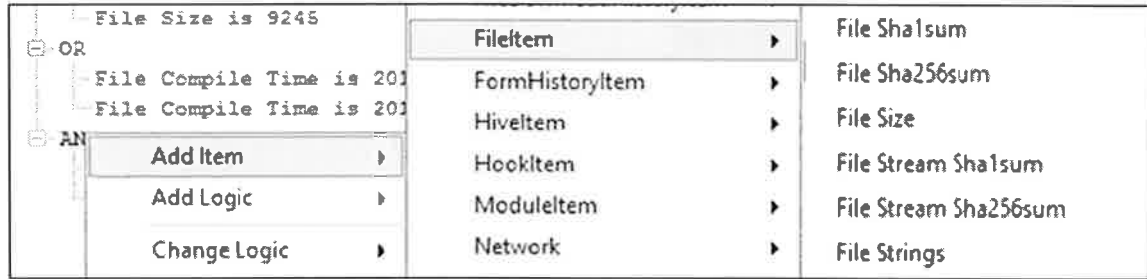 File Size is 9245
OR
File Compile Time is 201
File Compile Time is 201
AN
Add Item
Add Logic
Change Logic
FileItem
FormHistoryItem
HiveItem
HookItem
ModuleItem
Network
File Sha1sum
File Sha256sum
File Size
File Stream Sha1sum
File Stream Sha256sum
File Strings